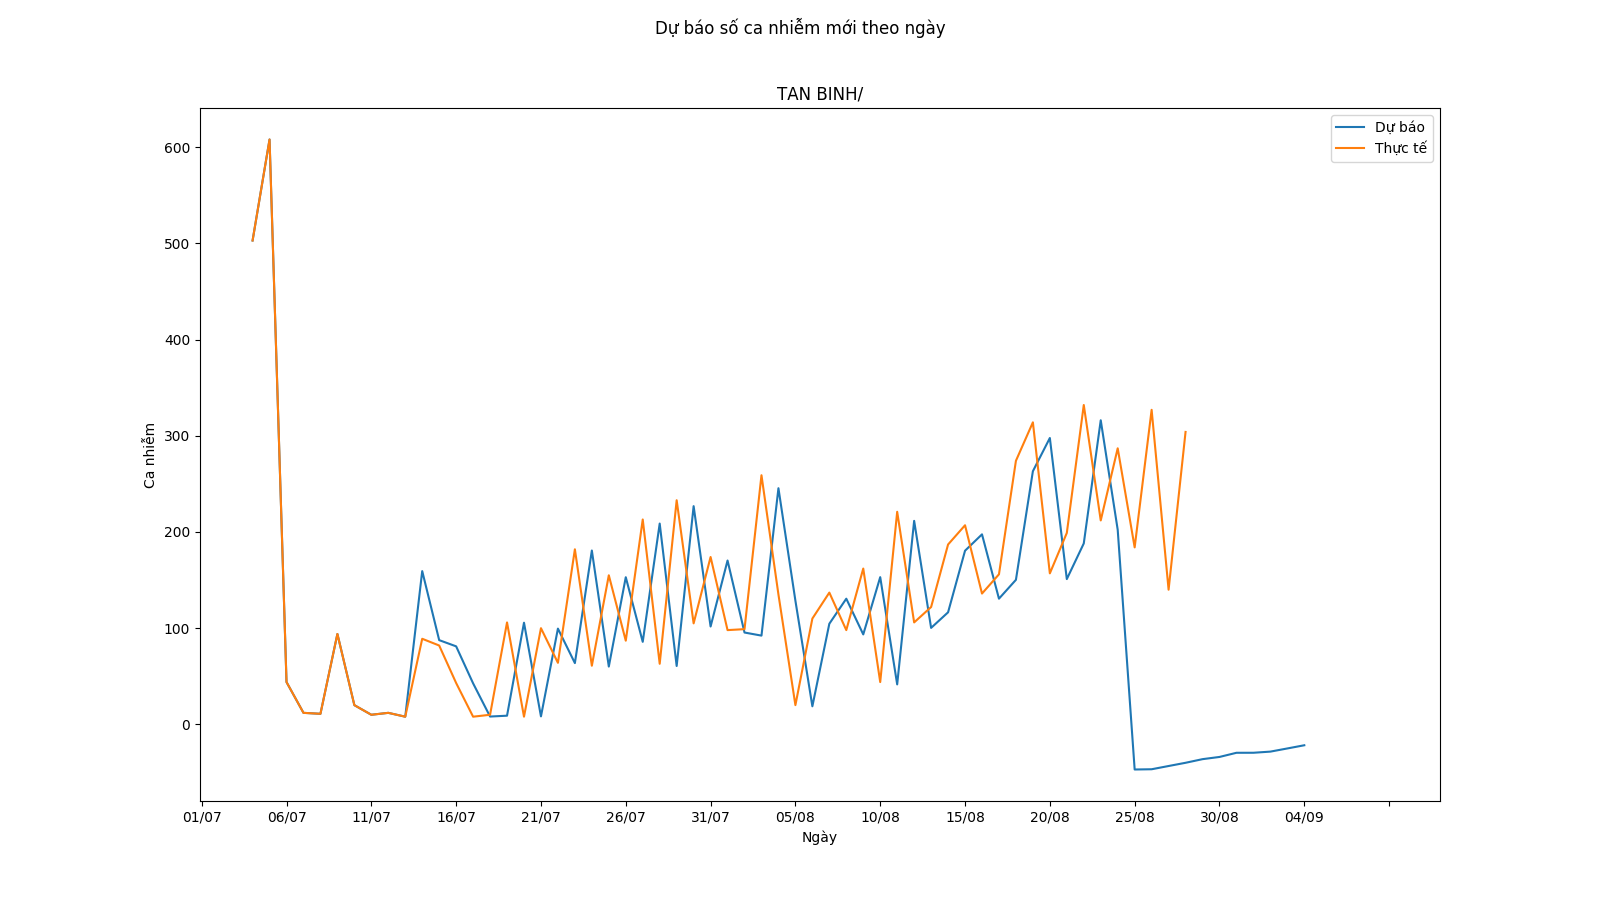 Dự báo số ca nhiễm mới theo ngày
TAN BINH/
Dự báo
Thực tế
600
500
400
300
200
100
0
Ca nhiễm
01/07 06/07 11/07 16/07 21/07 26/07 31/07 05/08 10/08 15/08 20/08 25/08 30/08 04/09
Ngày